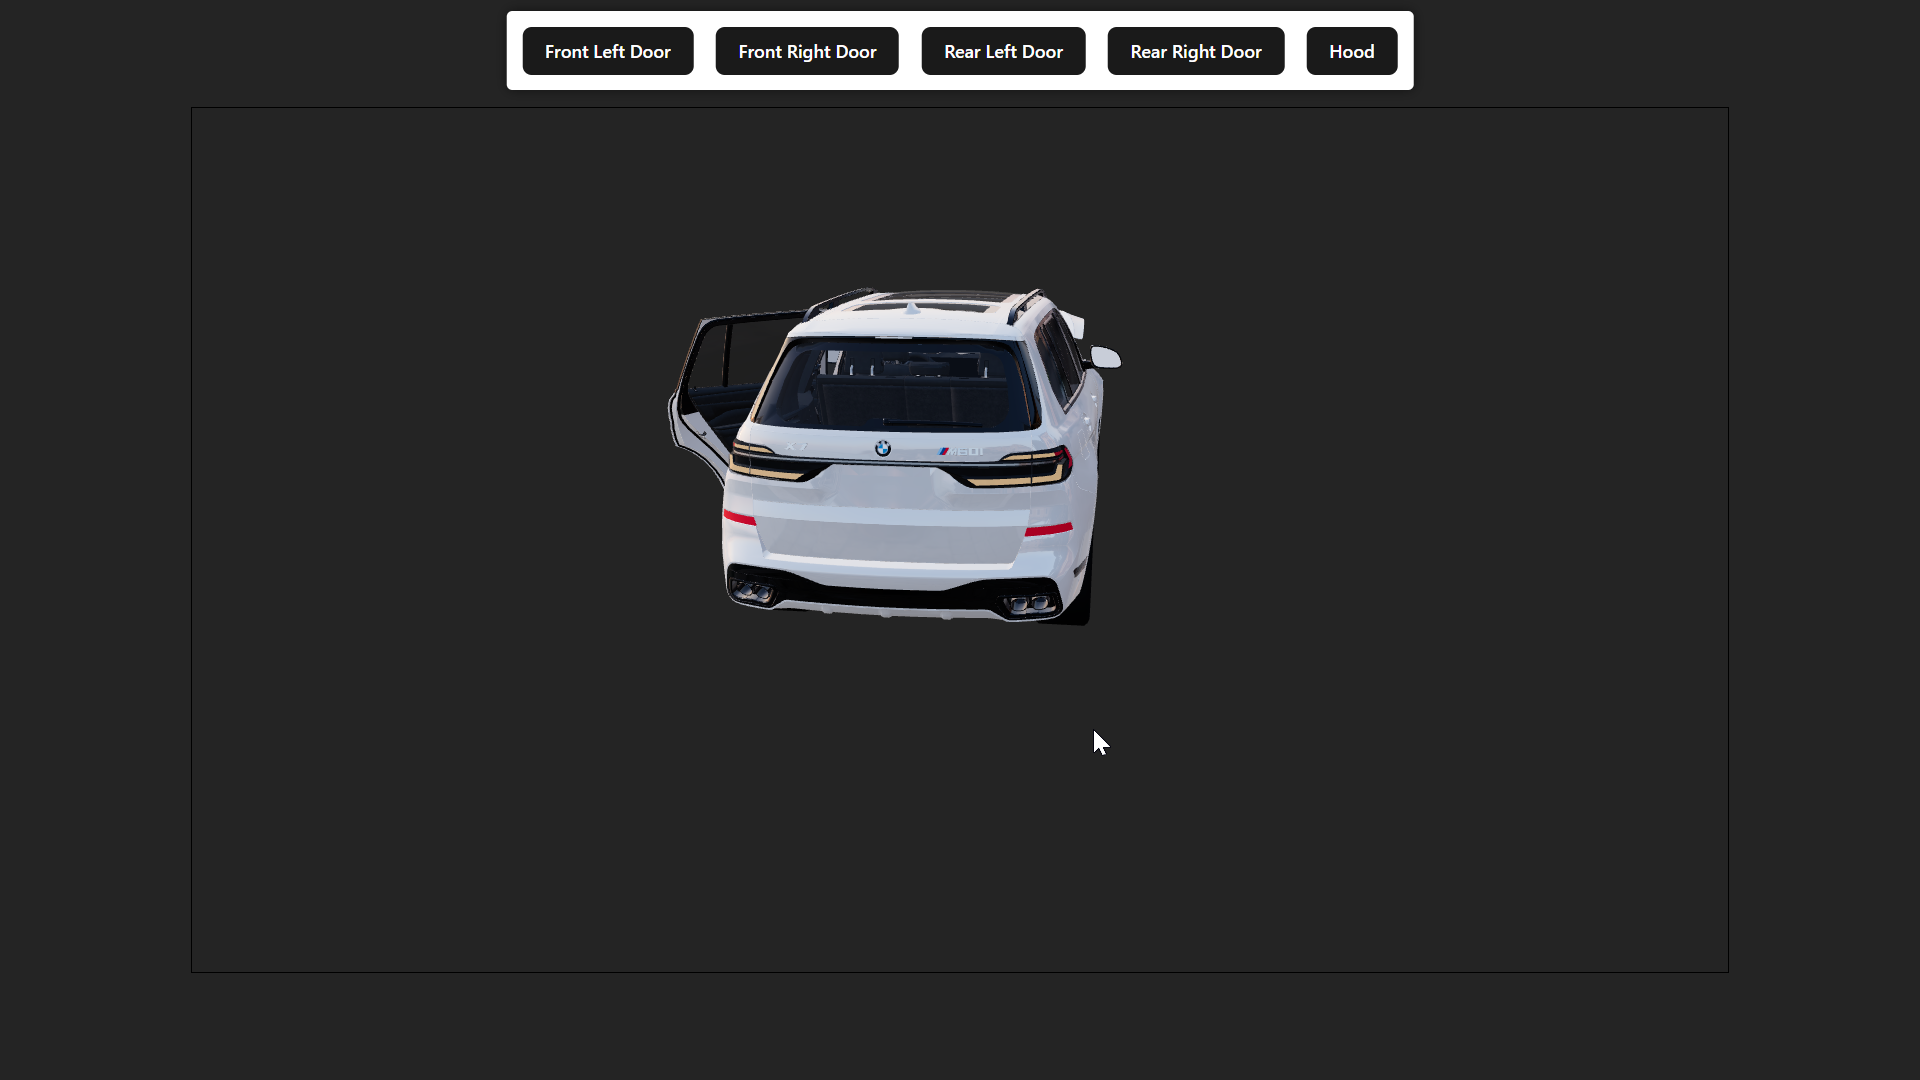 Front Left Door
Front Right Door
Rear Left Door
Rear Right Door
Hood
X7
M60i